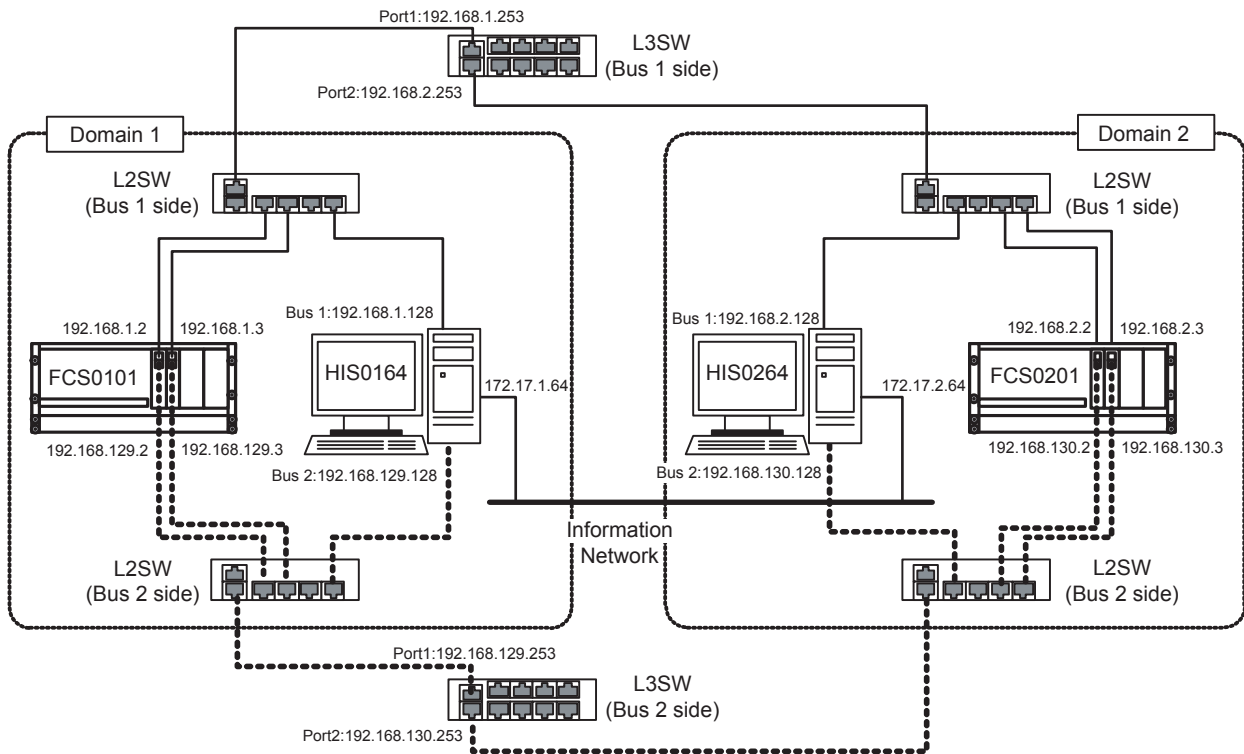 Port1:192.168.1.253
L3SW
(Bus 1 side)
Port2:192.168.2.253
Domain 1
Domain 2
L2SW
(Bus 1 side)
L2SW
(Bus 1 side)
Bus 1:192.168.1.128
Bus 1:192.168.2.128
192.168.1.2
192.168.1.3
192.168.2.2
192.168.2.3
FCS0101
HIS0164
172.17.1.64
HIS0264
172.17.2.64
FCS0201
192.168.129.2
192.168.129.3
192.168.130.2
192.168.130.3
Bus 2:192.168.129.128
Bus 2:192.168.130.128
Information
Network
L2SW
(Bus 2 side)
L2SW
(Bus 2 side)
Port1:192.168.129.253
L3SW
(Bus 2 side)
Port2:192.168.130.253